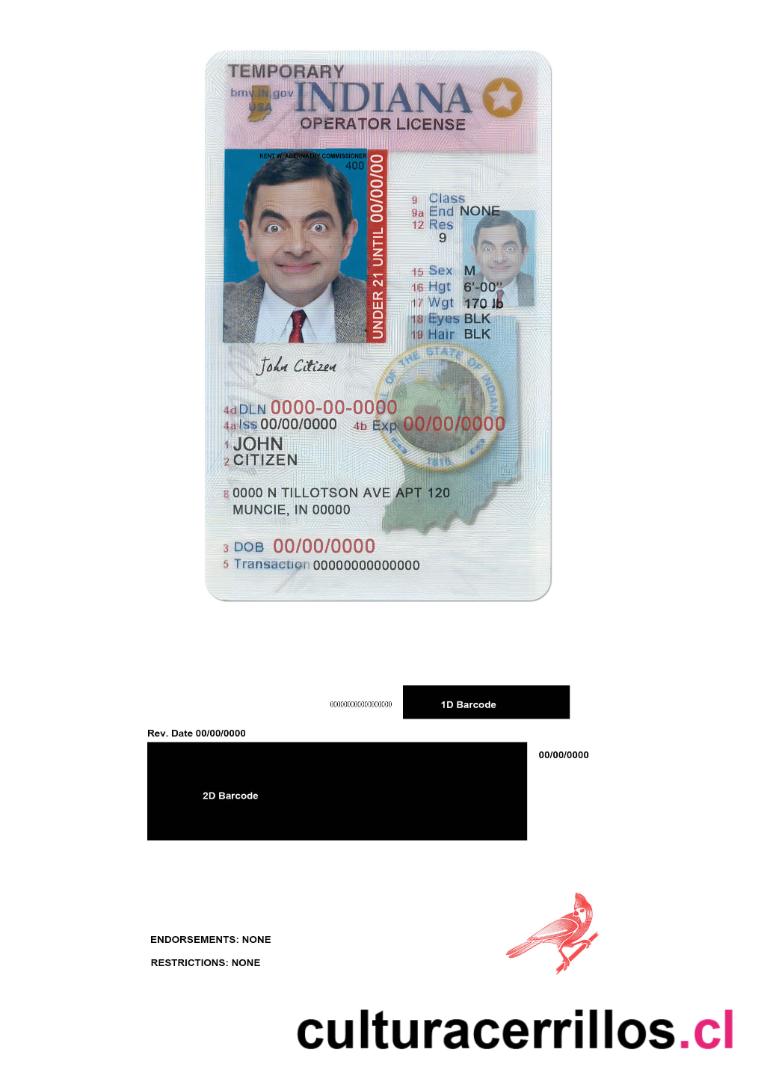 TEMPORARY
bmv.in.gov
USA
INDIANA
OPERATOR LICENSE
KENT W. ABERNATHY COMMISSIONER
400
UNDER 21 UNTIL 00/00/00
9 Class
9a End NONE
12 Res
9
15 Sex M
16 Hgt 6'-00"
17 Wgt 170 lb
18 Eyes BLK
19 Hair BLK
John Citizen
SEAL OF THE STATE OF INDIANA
1816
4d DLN 0000-00-0000
4a Iss 00/00/0000 4b Exp 00/00/0000
1 JOHN
2 CITIZEN
8 0000 N TILLOTSON AVE APT 120
MUNCIE, IN 00000
3 DOB 00/00/0000
5 Transaction 00000000000000
1D Barcode
Rev. Date 00/00/0000
00/00/0000
2D Barcode
ENDORSEMENTS: NONE
RESTRICTIONS: NONE
culturacerrillos.cl